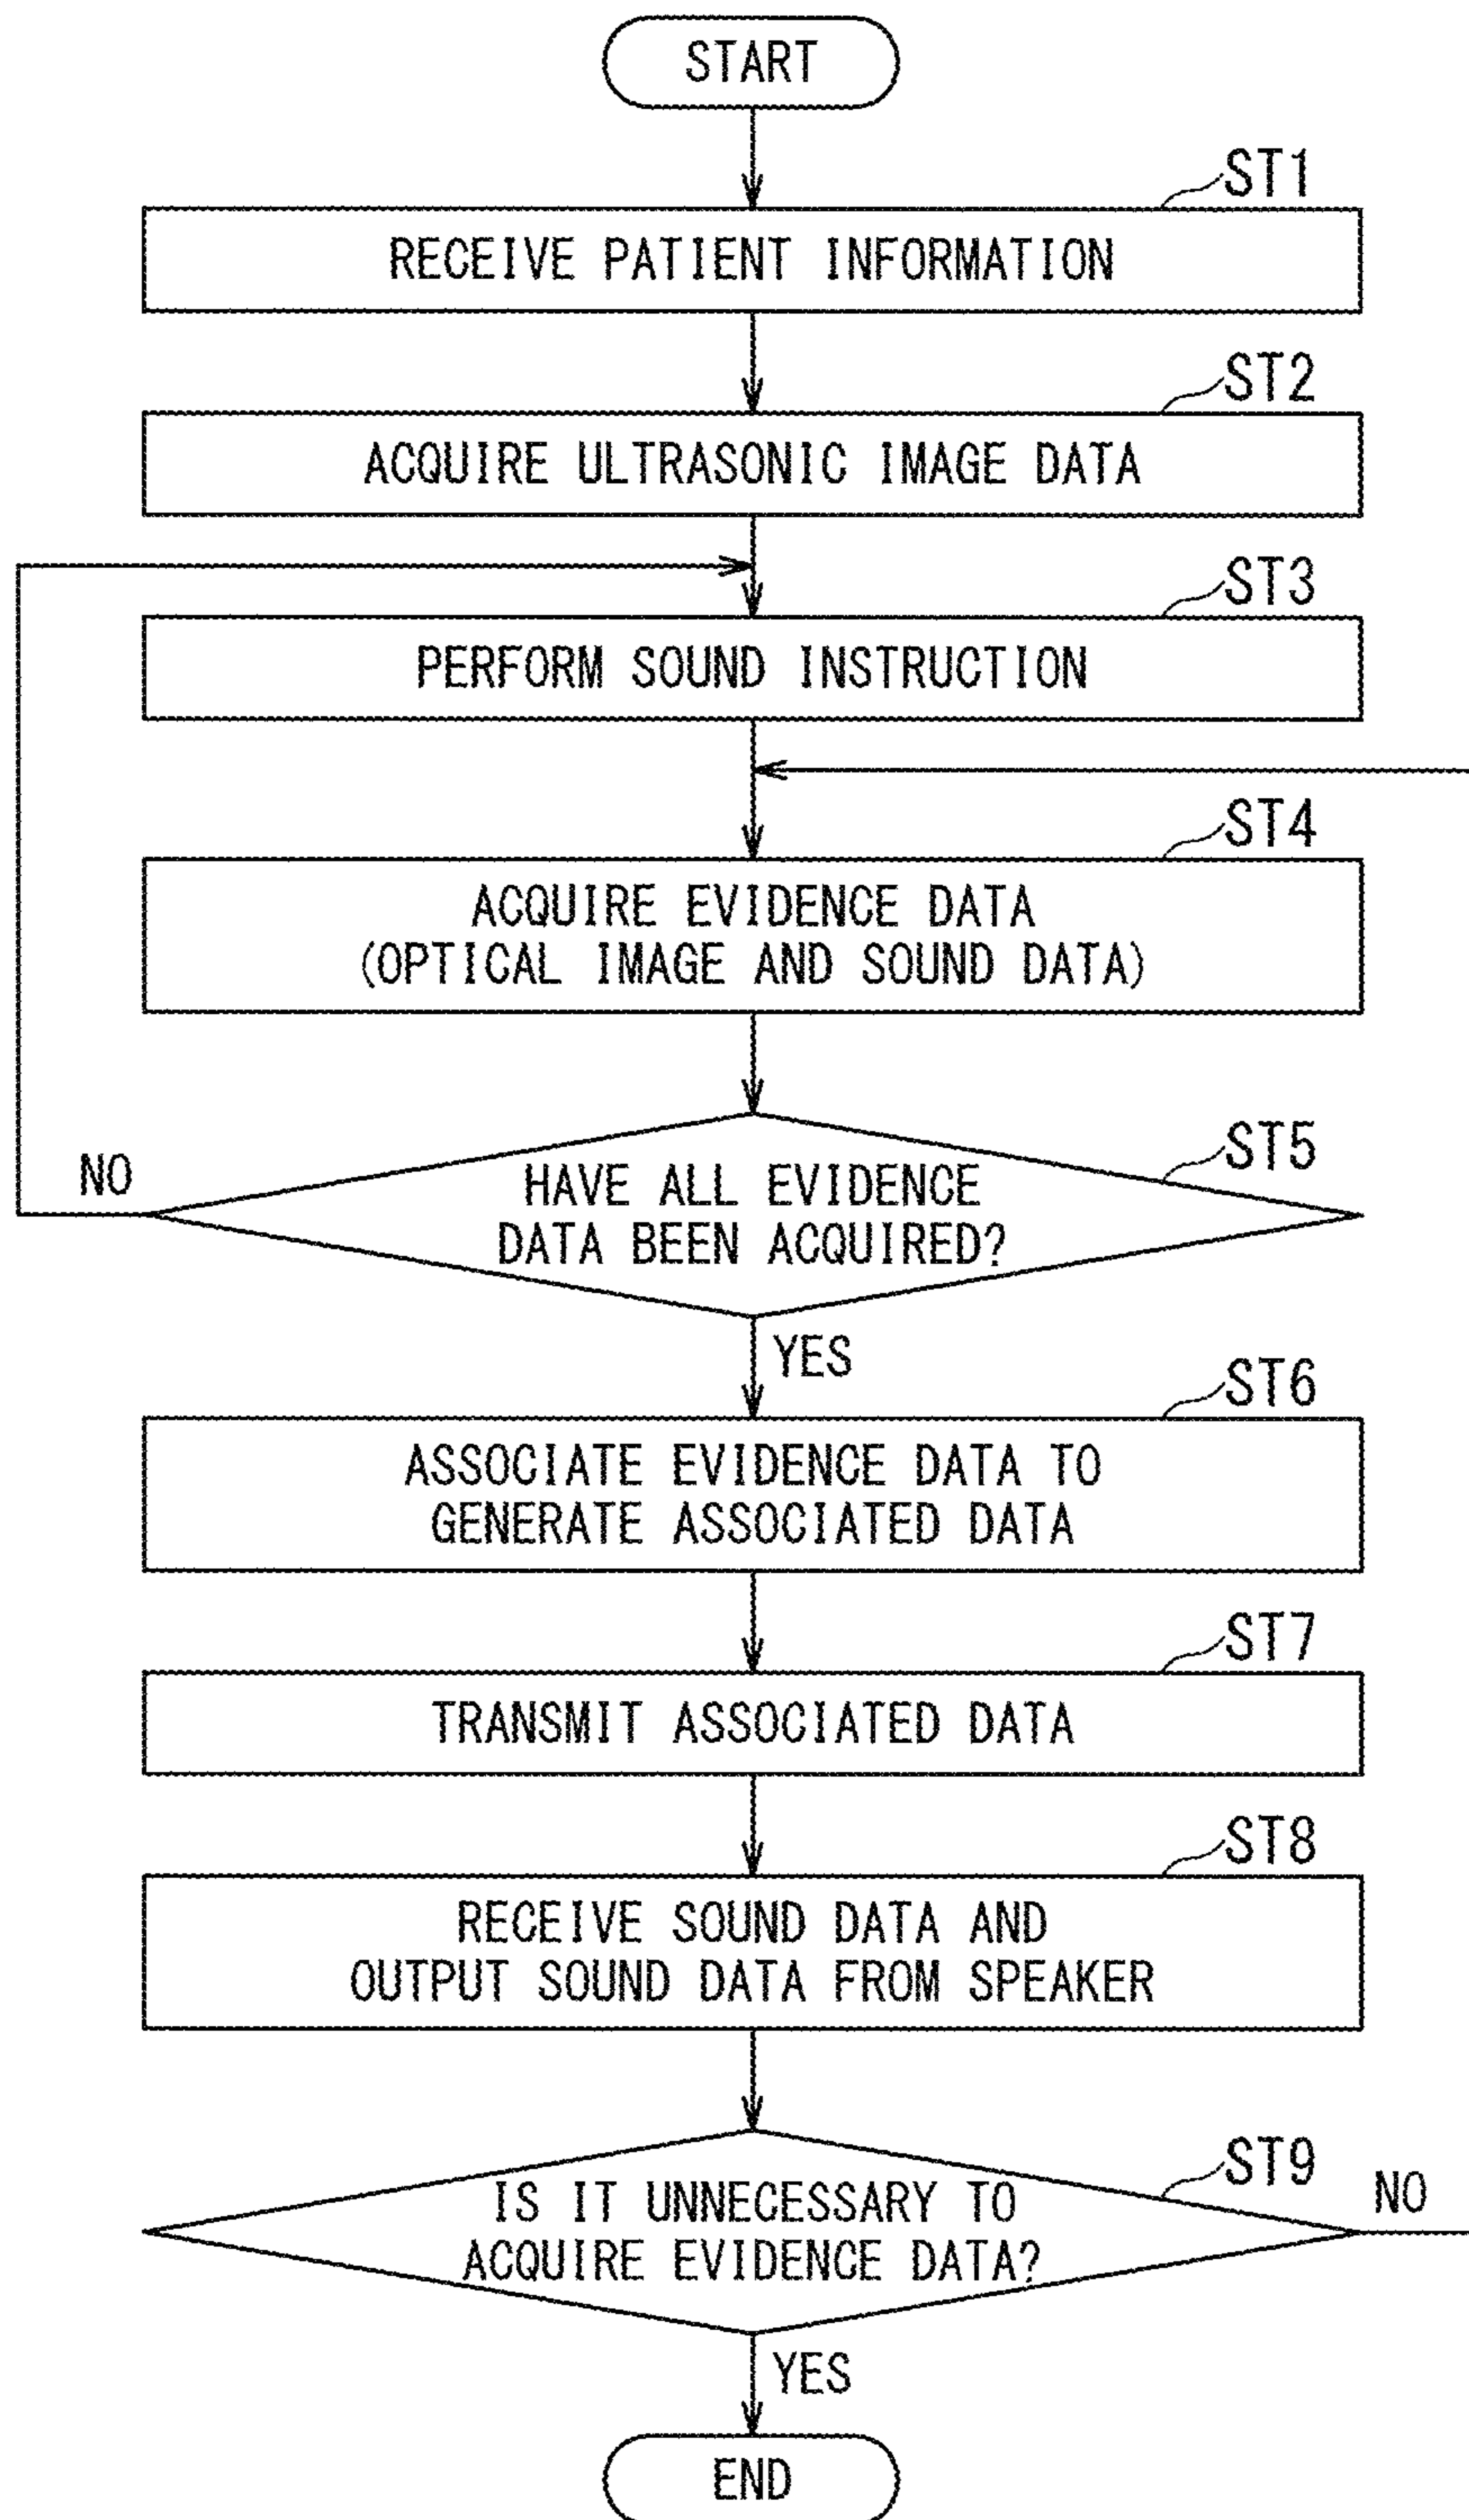 START
ST1
RECEIVE PATIENT INFORMATION
ST2
ACQUIRE ULTRASONIC IMAGE DATA
ST3
PERFORM SOUND INSTRUCTION
ST4
ACQUIRE EVIDENCE DATA
(OPTICAL IMAGE AND SOUND DATA)
ST5
NO
HAVE ALL EVIDENCE
DATA BEEN ACQUIRED?
YES
ST6
ASSOCIATE EVIDENCE DATA TO
GENERATE ASSOCIATED DATA
ST7
TRANSMIT ASSOCIATED DATA
ST8
RECEIVE SOUND DATA AND
OUTPUT SOUND DATA FROM SPEAKER
ST9
NO
IS IT UNNECESSARY TO
ACQUIRE EVIDENCE DATA?
YES
END